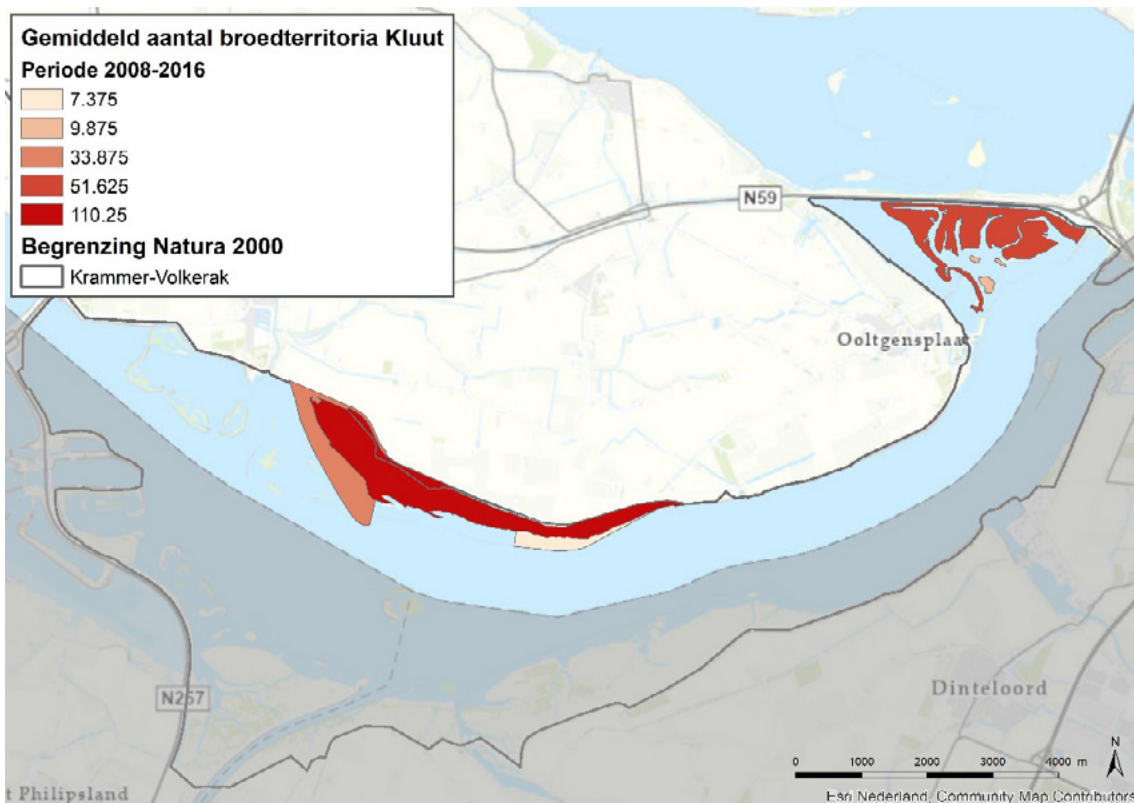 Gemiddeld aantal broedterritoria Kluut
Periode 2008-2016
7.375
9.875
33.875
51.625
110.25
Begrenzing Natura 2000
Krammer-Volkerak
N59
Ooltgensplaat
N257
Dinteloord
N
0 1000 2000 3000 4000 m
t Philipsland
Esri Nederland, Community Map Contributors